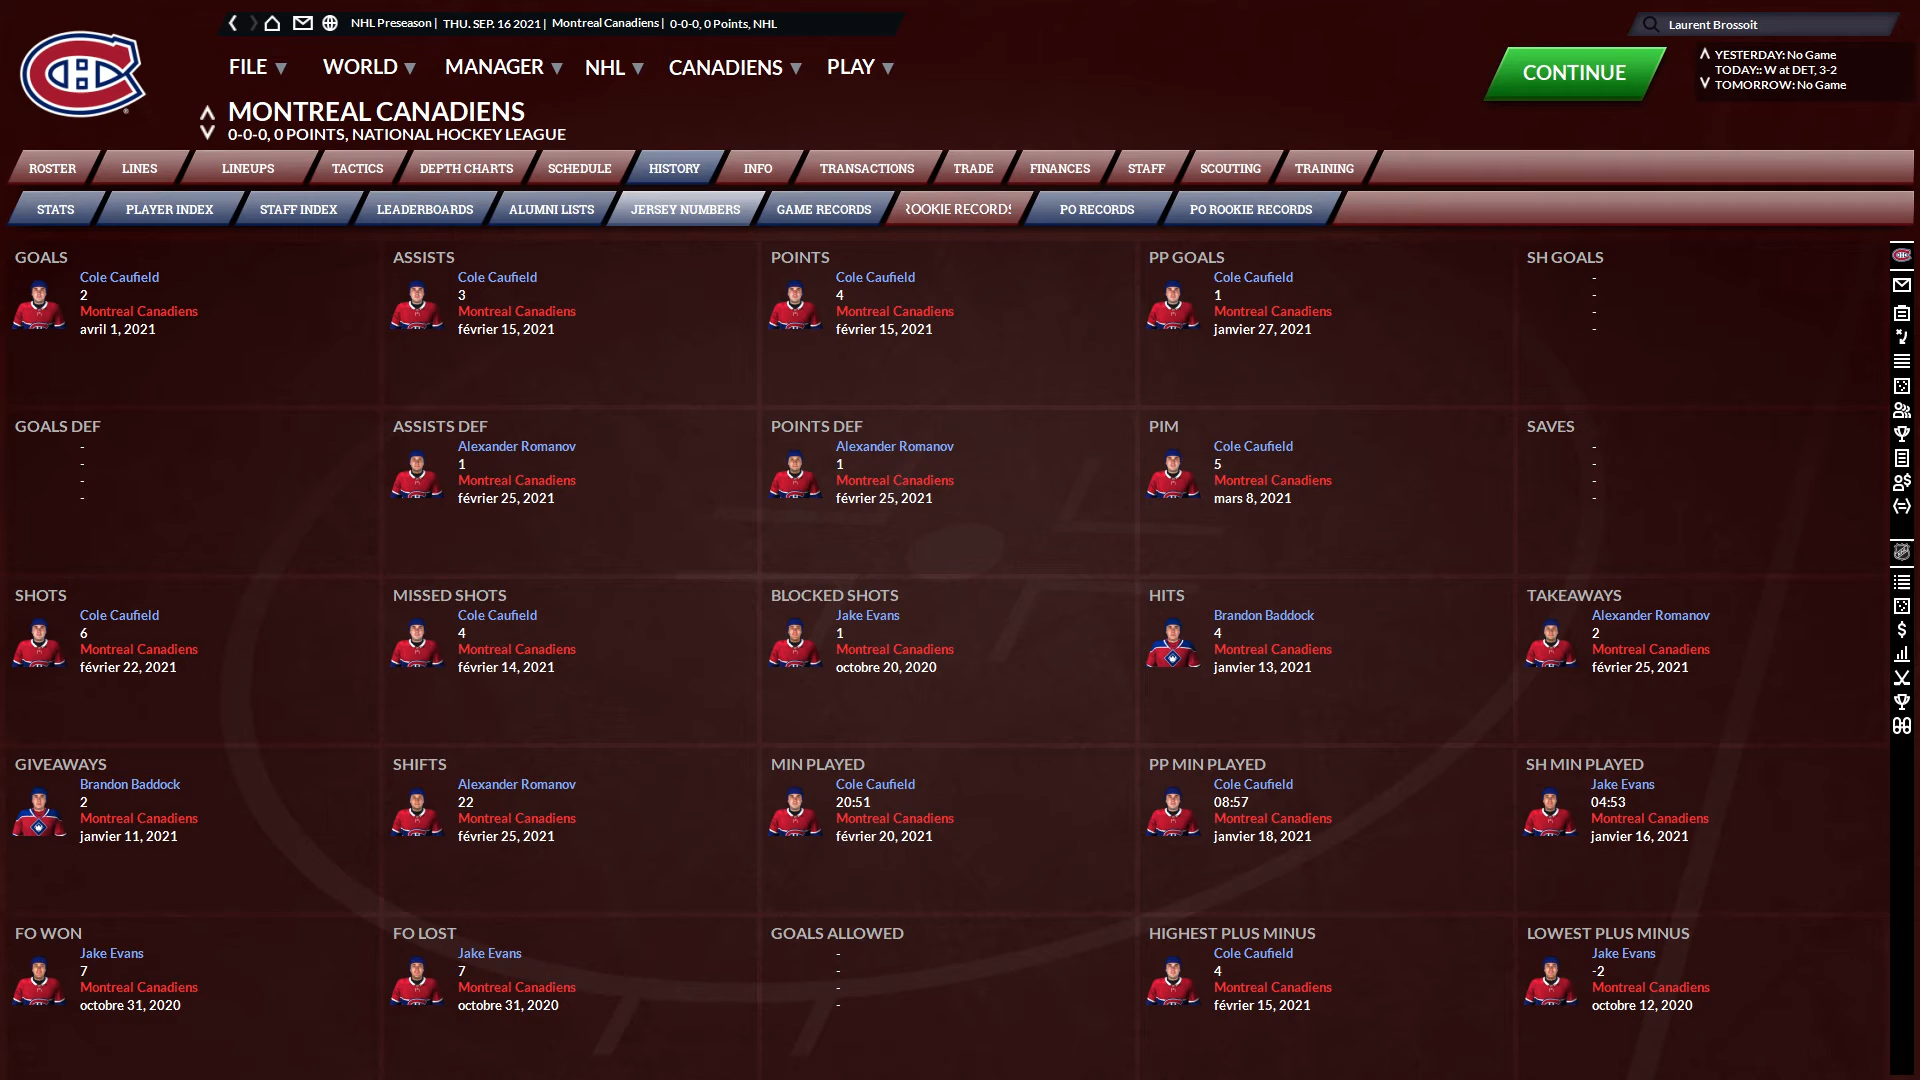 NHL Preseason | THU. SEP. 16 2021 | Montreal Canadiens | 0-0-0, 0 Points, NHL
Laurent Brossoit
FILE WORLD MANAGER NHL CANADIENS PLAY
CONTINUE
YESTERDAY: No Game
TODAY:: W at DET, 3-2
TOMORROW: No Game
MONTREAL CANADIENS
0-0-0, 0 POINTS, NATIONAL HOCKEY LEAGUE
ROSTER LINES LINEUPS TACTICS DEPTH CHARTS SCHEDULE HISTORY INFO TRANSACTIONS TRADE FINANCES STAFF SCOUTING TRAINING
STATS PLAYER INDEX STAFF INDEX LEADERBOARDS ALUMNI LISTS JERSEY NUMBERS GAME RECORDS ROOKIE RECORDS PO RECORDS PO ROOKIE RECORDS
GOALS
Cole Caufield
2
Montreal Canadiens
avril 1, 2021
ASSISTS
Cole Caufield
3
Montreal Canadiens
février 15, 2021
POINTS
Cole Caufield
4
Montreal Canadiens
février 15, 2021
PP GOALS
Cole Caufield
1
Montreal Canadiens
janvier 27, 2021
SH GOALS
-
-
-
-
GOALS DEF
-
-
-
-
ASSISTS DEF
Alexander Romanov
1
Montreal Canadiens
février 25, 2021
POINTS DEF
Alexander Romanov
1
Montreal Canadiens
février 25, 2021
PIM
Cole Caufield
5
Montreal Canadiens
mars 8, 2021
SAVES
-
-
-
-
SHOTS
Cole Caufield
6
Montreal Canadiens
février 22, 2021
MISSED SHOTS
Cole Caufield
4
Montreal Canadiens
février 14, 2021
BLOCKED SHOTS
Jake Evans
1
Montreal Canadiens
octobre 20, 2020
HITS
Brandon Baddock
4
Montreal Canadiens
janvier 13, 2021
TAKEAWAYS
Alexander Romanov
2
Montreal Canadiens
février 25, 2021
GIVEAWAYS
Brandon Baddock
2
Montreal Canadiens
janvier 11, 2021
SHIFTS
Alexander Romanov
22
Montreal Canadiens
février 25, 2021
MIN PLAYED
Cole Caufield
20:51
Montreal Canadiens
février 20, 2021
PP MIN PLAYED
Cole Caufield
08:57
Montreal Canadiens
janvier 18, 2021
SH MIN PLAYED
Jake Evans
04:53
Montreal Canadiens
janvier 16, 2021
FO WON
Jake Evans
7
Montreal Canadiens
octobre 31, 2020
FO LOST
Jake Evans
7
Montreal Canadiens
octobre 31, 2020
GOALS ALLOWED
-
-
-
-
HIGHEST PLUS MINUS
Cole Caufield
4
Montreal Canadiens
février 15, 2021
LOWEST PLUS MINUS
Jake Evans
-2
Montreal Canadiens
octobre 12, 2020